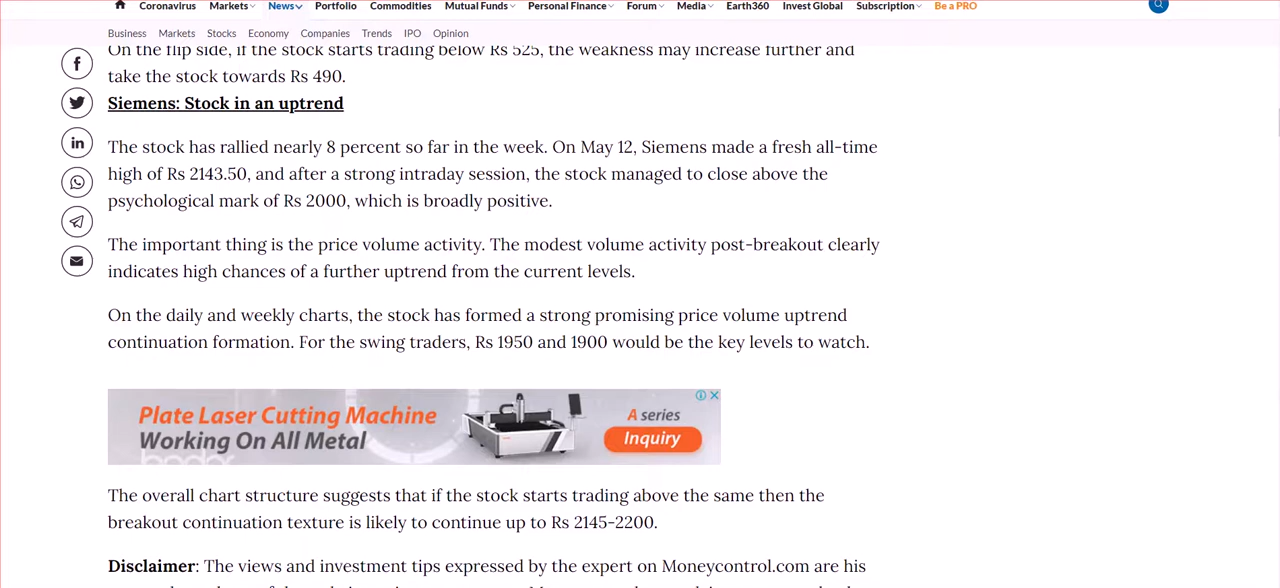 Coronavirus Markets News Portfolio Commodities Mutual Funds Personal Finance Forum Media Earth360 Invest Global Subscription Be a PRO
Business Markets Stocks Economy Companies Trends IPO Opinion
On the flip side, if the stock starts trading below Rs 525, the weakness may increase further and
take the stock towards Rs 490.
Siemens: Stock in an uptrend
The stock has rallied nearly 8 percent so far in the week. On May 12, Siemens made a fresh all-time
high of Rs 2143.50, and after a strong intraday session, the stock managed to close above the
psychological mark of Rs 2000, which is broadly positive.
The important thing is the price volume activity. The modest volume activity post-breakout clearly
indicates high chances of a further uptrend from the current levels.
On the daily and weekly charts, the stock has formed a strong promising price volume uptrend
continuation formation. For the swing traders, Rs 1950 and 1900 would be the key levels to watch.
Plate Laser Cutting Machine
Working On All Metal
A series
Inquiry
The overall chart structure suggests that if the stock starts trading above the same then the
breakout continuation texture is likely to continue up to Rs 2145-2200.
Disclaimer: The views and investment tips expressed by the expert on Moneycontrol.com are his